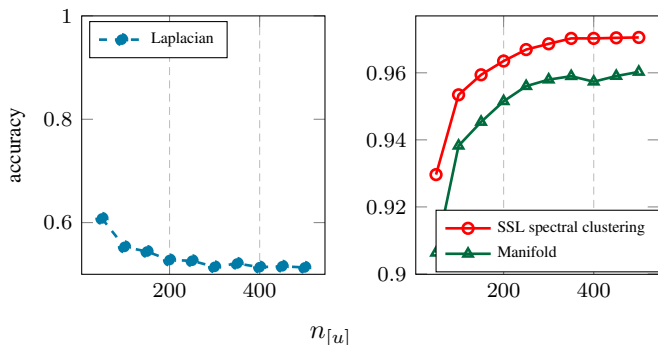 1
0.8
0.6
accuracy
Laplacian
200
400
0.96
0.94
0.92
0.9
SSL spectral clustering
Manifold
200
400
n[u]